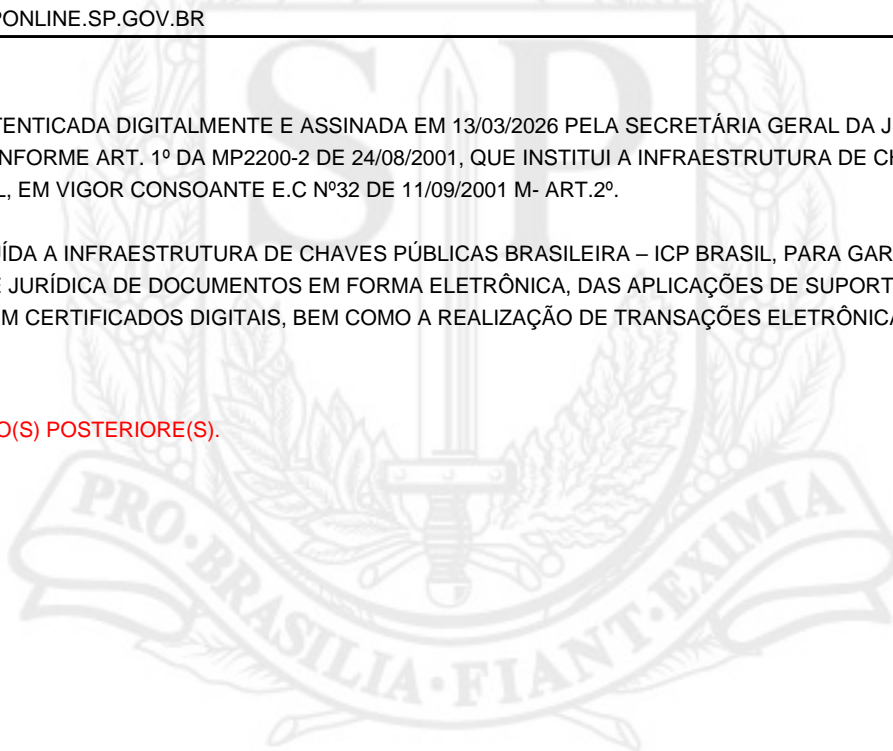 PONLINE.SP.GOV.BR
TENTICADA DIGITALMENTE E ASSINADA EM 13/03/2026 PELA SECRETÁRIA GERAL DA J
NFORME ART. 1º DA MP2200-2 DE 24/08/2001, QUE INSTITUI A INFRAESTRUTURA DE CH
L, EM VIGOR CONSOANTE E.C Nº32 DE 11/09/2001 M- ART.2º.
ÍDA A INFRAESTRUTURA DE CHAVES PÚBLICAS BRASILEIRA – ICP BRASIL, PARA GAR
E JURÍDICA DE DOCUMENTOS EM FORMA ELETRÔNICA, DAS APLICAÇÕES DE SUPORT
M CERTIFICADOS DIGITAIS, BEM COMO A REALIZAÇÃO DE TRANSAÇÕES ELETRÔNICA
O(S) POSTERIORE(S).
SP
PRO·BRASILIA·FIANT·EXIMIA